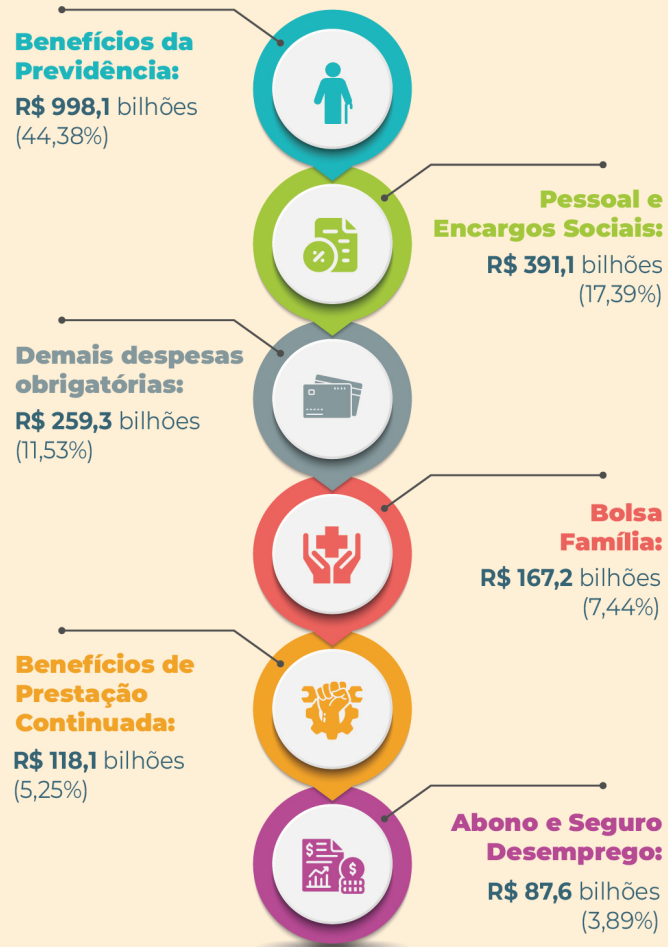 Benefícios da
Previdência:
R$ 998,1 bilhões
(44,38%)
Pessoal e
Encargos Sociais:
R$ 391,1 bilhões
(17,39%)
Demais despesas
obrigatórias:
R$ 259,3 bilhões
(11,53%)
Bolsa
Família:
R$ 167,2 bilhões
(7,44%)
Benefícios de
Prestação
Continuada:
R$ 118,1 bilhões
(5,25%)
Abono e Seguro
Desemprego:
R$ 87,6 bilhões
(3,89%)